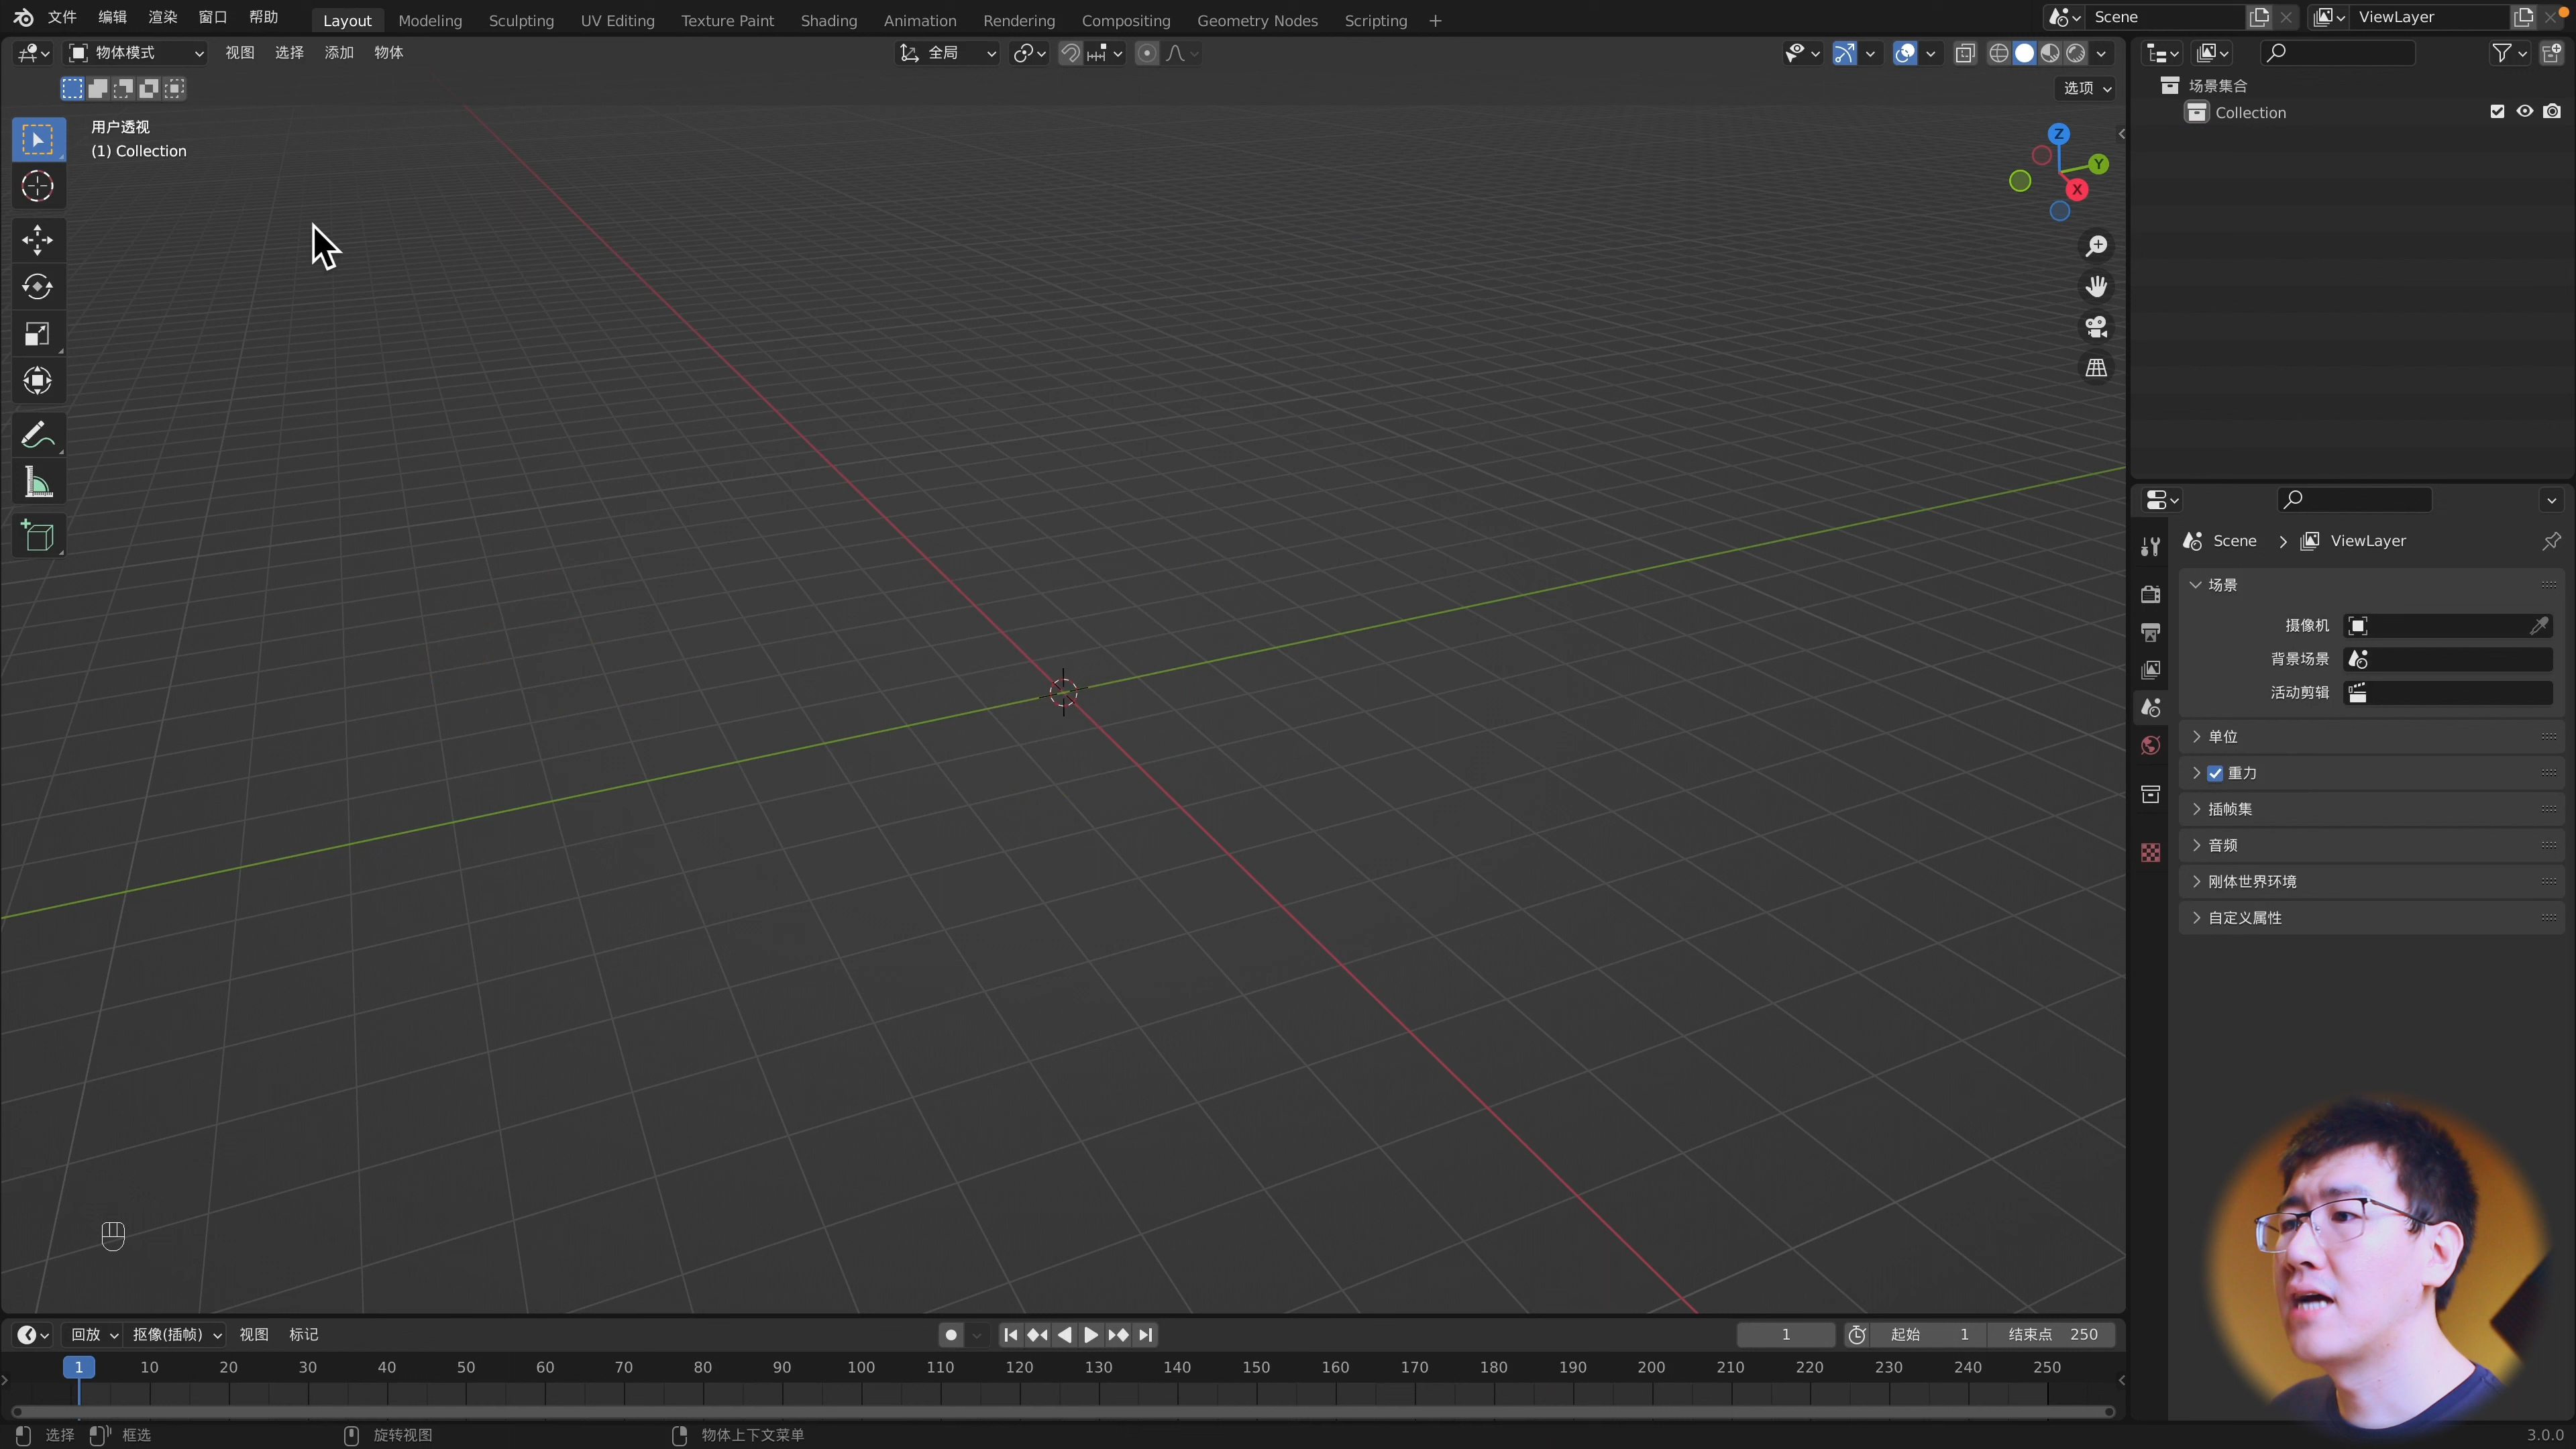 文件 编辑 渲染 窗口 帮助 Layout Modeling Sculpting UV Editing Texture Paint Shading Animation Rendering Compositing Geometry Nodes Scripting + Scene ViewLayer
物体模式 视图 选择 添加 物体 全局
选项
用户透视
(1) Collection
Z
Y
X
场景集合
Collection
Scene > ViewLayer
场景
摄像机
背景场景
活动剪辑
单位
重力
插帧集
音频
刚体世界环境
自定义属性
回放 抠像(插帧) 视图 标记 1 起始 1 结束点 250
1 10 20 30 40 50 60 70 80 90 100 110 120 130 140 150 160 170 180 190 200 210 220 230 240 250
选择 框选 旋转视图 物体上下文菜单 3.0.0